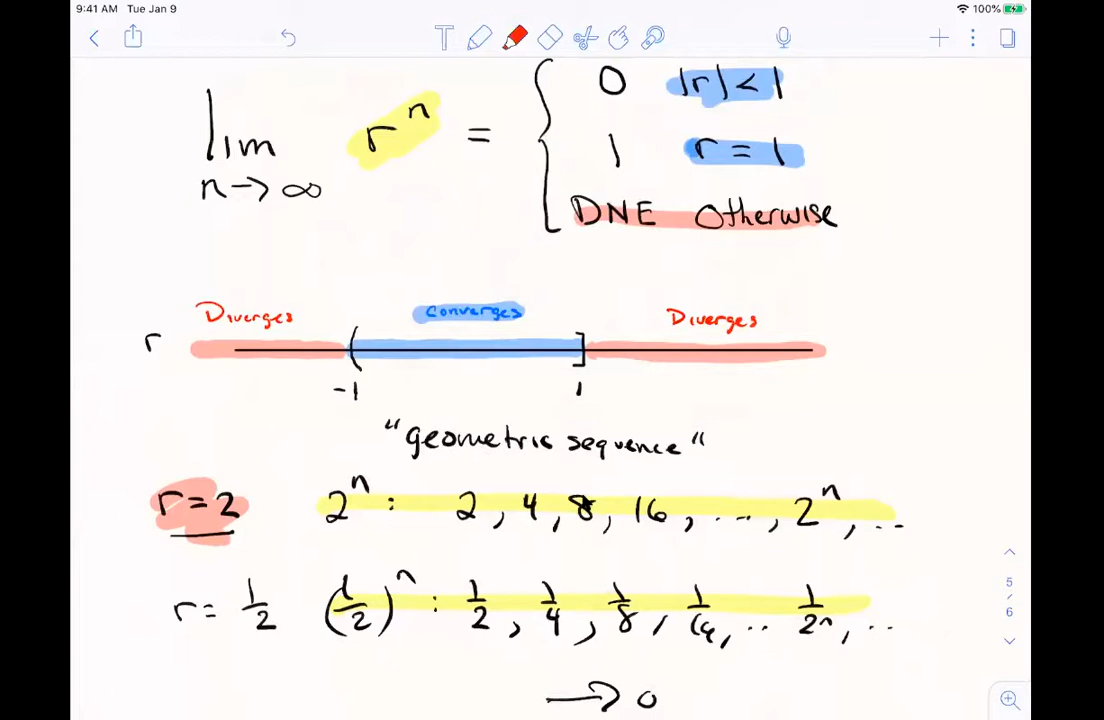 9:41 AM Tue Jan 9
100%
lim n→∞ r^n = { 0 |r| < 1
1 r = 1
DNE Otherwise
Diverges Converges Diverges
r
-1 1
"geometric sequence"
r = 2 2^n : 2, 4, 8, 16, ..., 2^n, ...
r = 1/2 (1/2)^n : 1/2, 1/4, 1/8, 1/16, .. 1/2^n, ..
→ 0
5
/
6